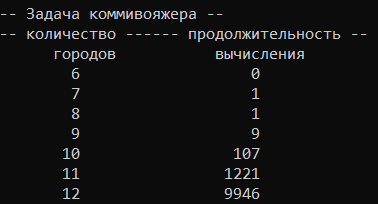 -- Задача коммивояжера --
-- количество ------ продолжительность --
городов вычисления
6 0
7 1
8 1
9 9
10 107
11 1221
12 9946